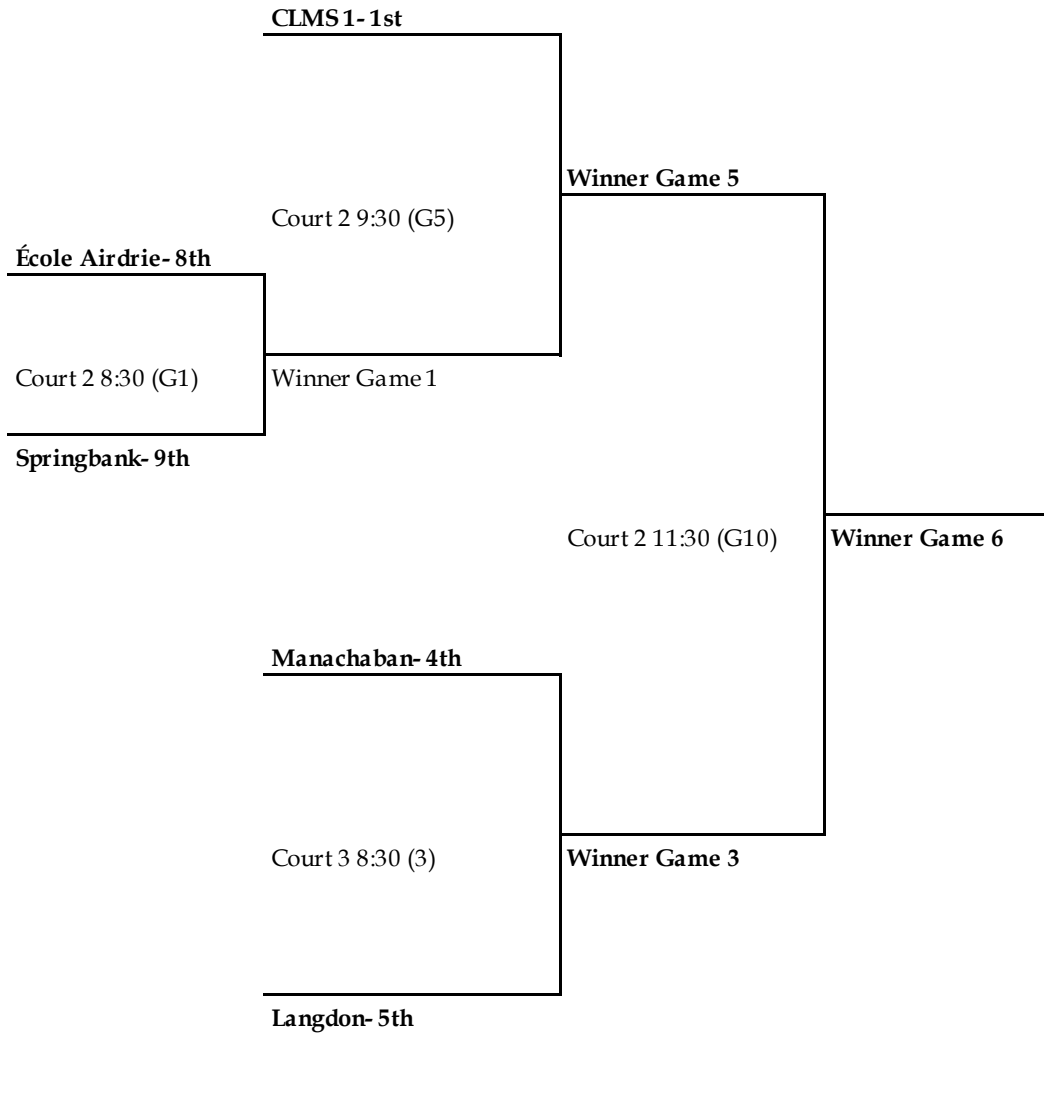 CLMS 1- 1st
Winner Game 5
Court 2 9:30 (G5)
École Airdrie- 8th
Court 2 8:30 (G1)
Winner Game 1
Springbank- 9th
Court 2 11:30 (G10)
Winner Game 6
Manachaban- 4th
Court 3 8:30 (3)
Winner Game 3
Langdon- 5th